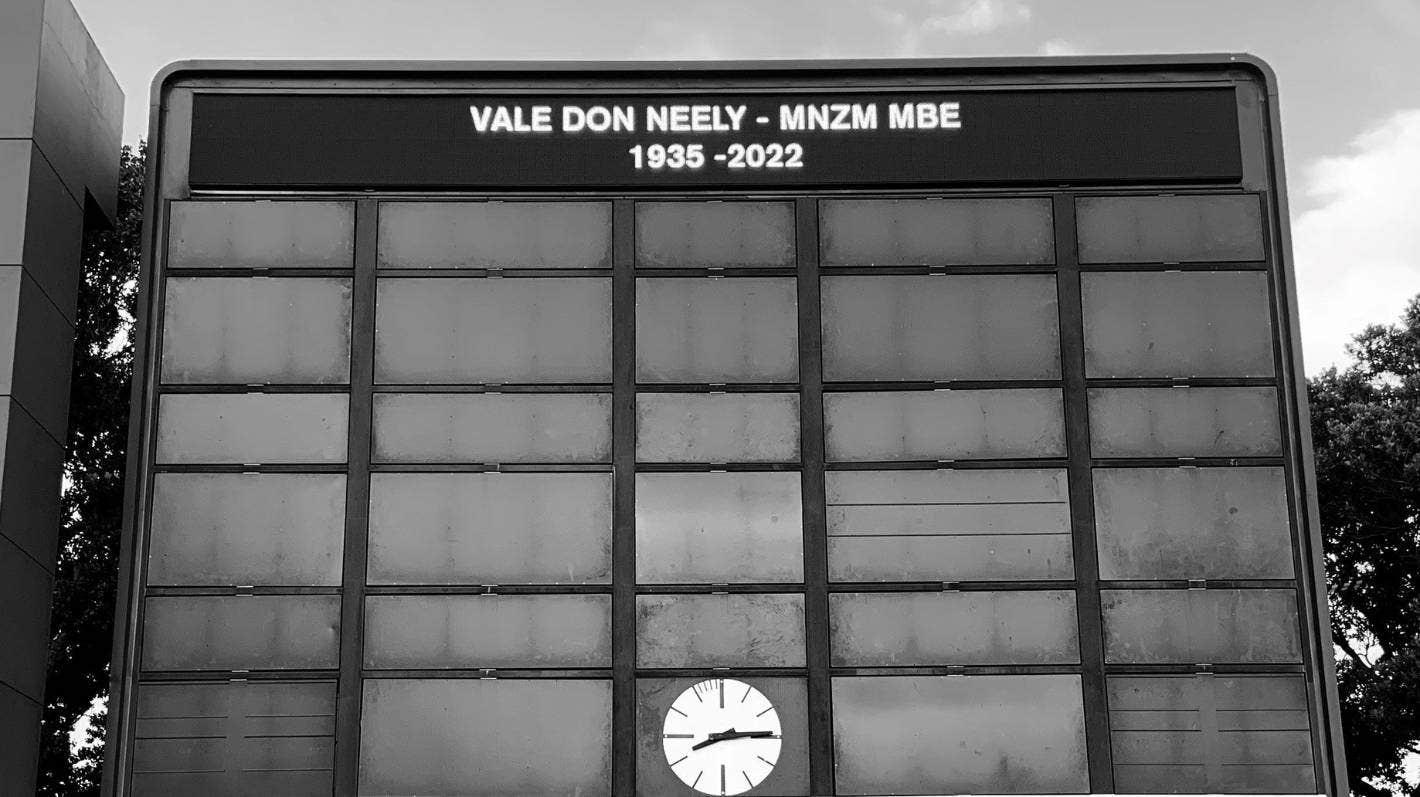 VALE DON NEELY - MNZM MBE
1935 -2022